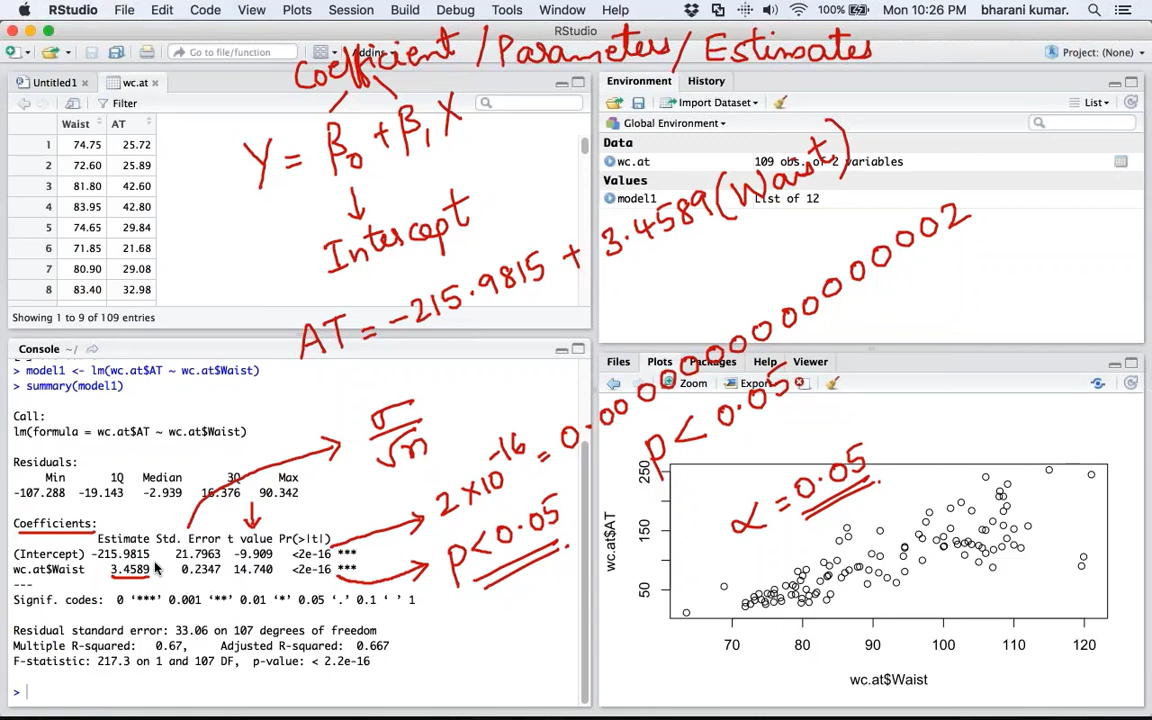 RStudio File Edit Code View Plots Session Build Debug Tools Window Help 100% Mon 10:26 PM bharani kumar.
RStudio
Go to file/function Addins Project: (None)
Coefficient / Parameters / Estimates
Untitled1 wc.at
Filter
Waist AT
1 74.75 25.72
2 72.60 25.89
3 81.80 42.60
4 83.95 42.80
5 74.65 29.84
6 71.85 21.68
7 80.90 29.08
8 83.40 32.98
Showing 1 to 9 of 109 entries
Y = β₀ + β₁ X
Intercept
AT = -215.9815 + 3.4589(Waist)
Environment History
Import Dataset List
Global Environment
Data
wc.at 109 obs. of 2 variables
Values
model1 List of 12
Console ~/
> model1 <- lm(wc.at$AT ~ wc.at$Waist)
> summary(model1)
Call:
lm(formula = wc.at$AT ~ wc.at$Waist)
Residuals:
Min 1Q Median 3Q Max
-107.288 -19.143 -2.939 16.376 90.342
Coefficients:
Estimate Std. Error t value Pr(>|t|)
(Intercept) -215.9815 21.7963 -9.909 <2e-16 ***
wc.at$Waist 3.4589 0.2347 14.740 <2e-16 ***
---
Signif. codes: 0 ‘***’ 0.001 ‘**’ 0.01 ‘*’ 0.05 ‘.’ 0.1 ‘ ’ 1
Residual standard error: 33.06 on 107 degrees of freedom
Multiple R-squared: 0.67, Adjusted R-squared: 0.667
F-statistic: 217.3 on 1 and 107 DF, p-value: < 2.2e-16
>
σ
√n
2×10⁻¹⁶ = 0.0000000000000002
p < 0.05
Files Plots Packages Help Viewer
Zoom Export
p < 0.05
α = 0.05
wc.at$AT
250
150
50
70 80 90 100 110 120
wc.at$Waist